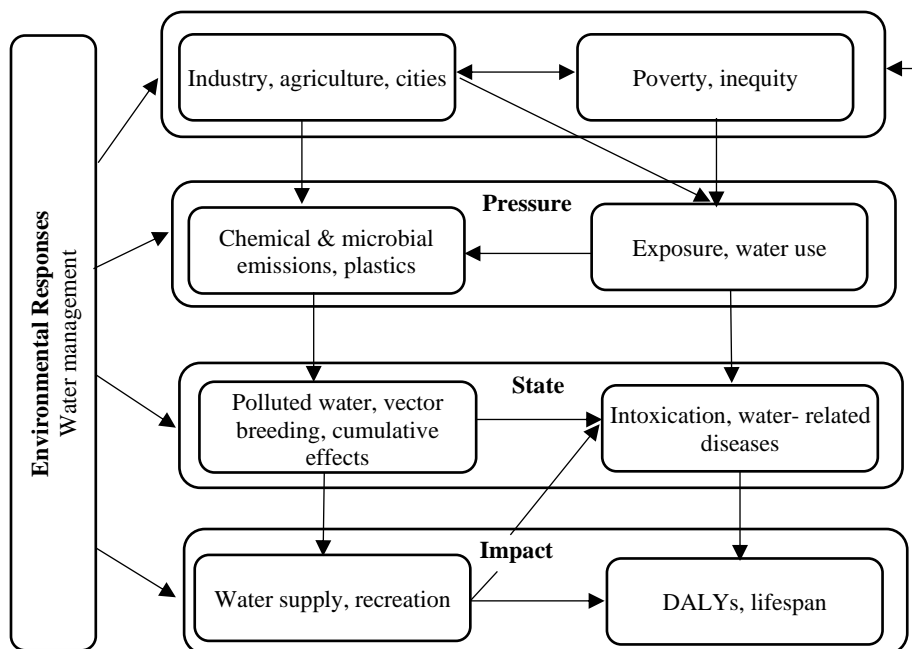 Environmental Responses
Water management
Industry, agriculture, cities
Poverty, inequity
Pressure
Chemical & microbial
emissions, plastics
Exposure, water use
State
Polluted water, vector
breeding, cumulative
effects
Intoxication, water- related
diseases
Impact
Water supply, recreation
DALYs, lifespan